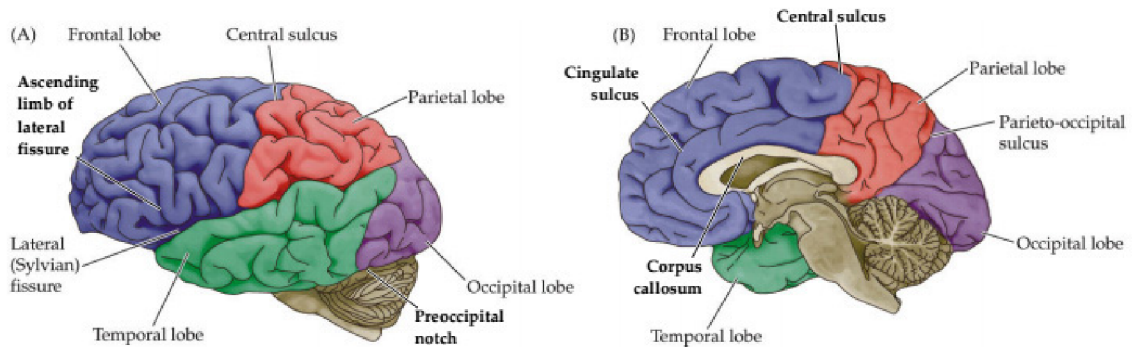 (A)
Frontal lobe
Central sulcus
Ascending
limb of
lateral
fissure
Parietal lobe
Lateral
(Sylvian)
fissure
Temporal lobe
Occipital lobe
Preoccipital
notch
(B)
Frontal lobe
Central sulcus
Cingulate
sulcus
Parietal lobe
Parieto-occipital
sulcus
Occipital lobe
Corpus
callosum
Temporal lobe